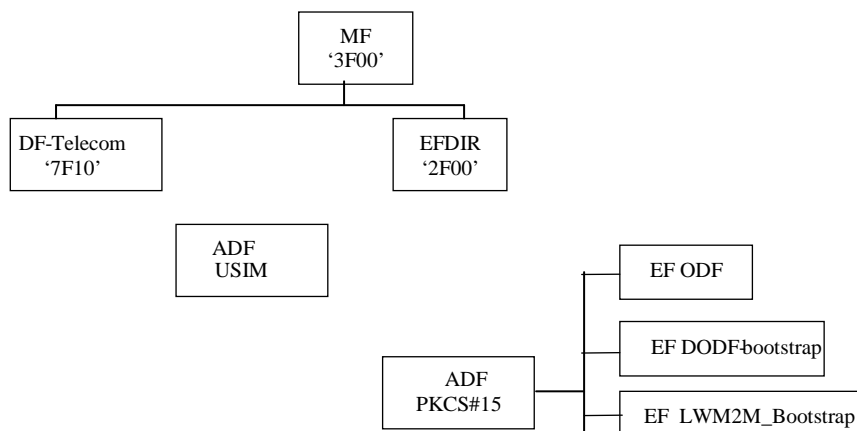 MF
‘3F00’
DF-Telecom
‘7F10’
EFDIR
‘2F00’
ADF
USIM
EF ODF
EF DODF-bootstrap
ADF
PKCS#15
EF LWM2M_Bootstrap